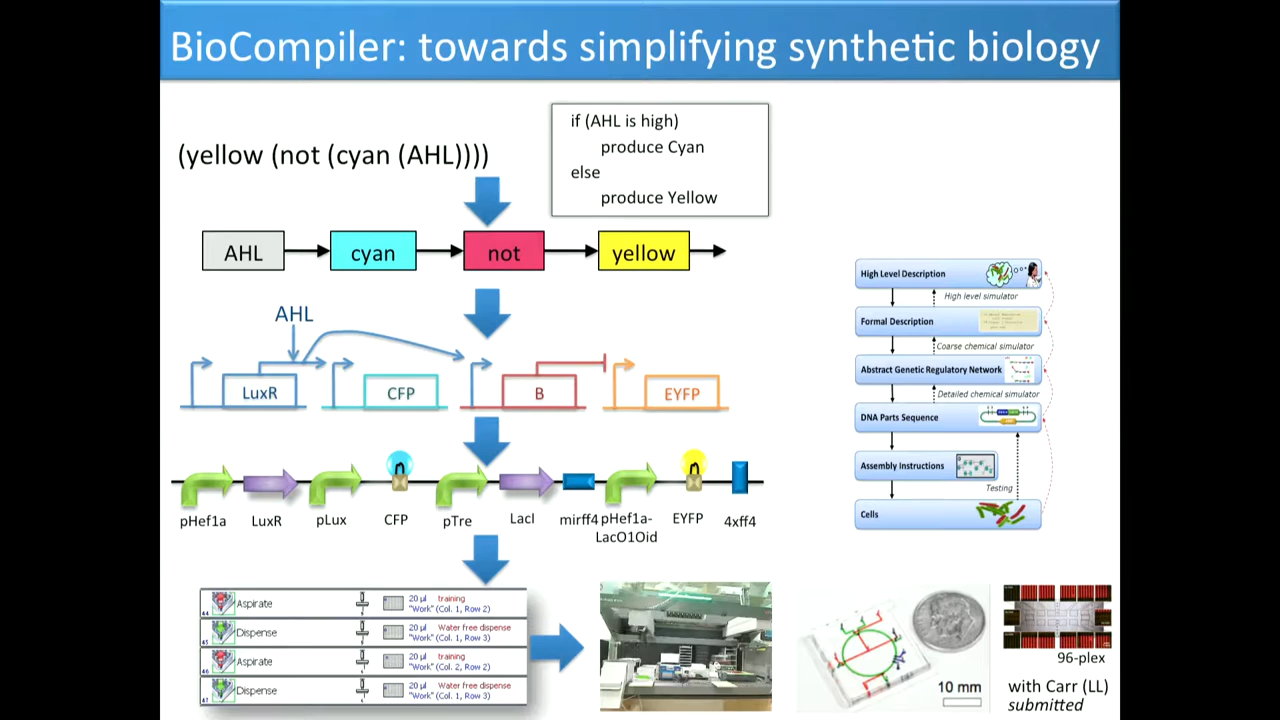 BioCompiler: towards simplifying synthetic biology
(yellow (not (cyan (AHL))))
if (AHL is high)
produce Cyan
else
produce Yellow
AHL
cyan
not
yellow
AHL
LuxR
CFP
B
EYFP
pHef1a
LuxR
pLux
CFP
pTre
LacI
mirff4
pHef1a-
LacO1Oid
EYFP
4xff4
High Level Description
High level simulator
Formal Description
Coarse chemical simulator
Abstract Genetic Regulatory Network
Detailed chemical simulator
DNA Parts Sequence
Assembly Instructions
Testing
Cells
44 Aspirate 20 µl training
"Work" (Col. 1, Row 2)
45 Dispense 20 µl Water free dispense
"Work" (Col. 1, Row 3)
46 Aspirate 20 µl training
"Work" (Col. 2, Row 2)
47 Dispense 20 µl Water free dispense
"Work" (Col. 1, Row 3)
10 mm
96-plex
with Carr (LL)
submitted